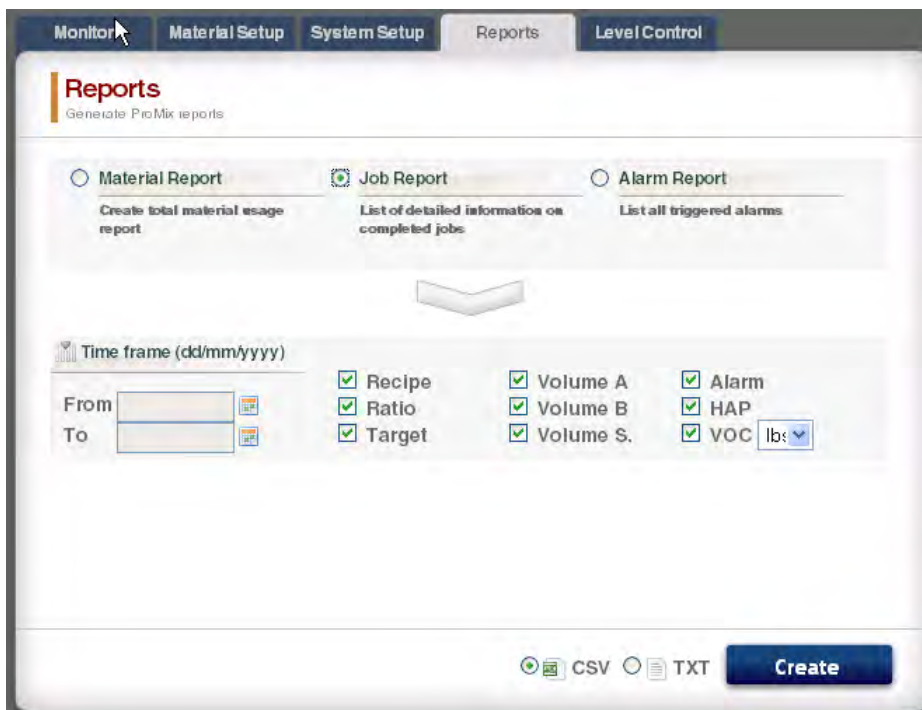 Monitor Material Setup System Setup Reports Level Control
Reports
Generate ProMix reports
Material Report Job Report Alarm Report
Create total material usage report
List of detailed information on completed jobs
List all triggered alarms
Time frame (dd/mm/yyyy)
From
To
Recipe Volume A Alarm
Ratio Volume B HAP
Target Volume S. VOC lbs
CSV TXT Create